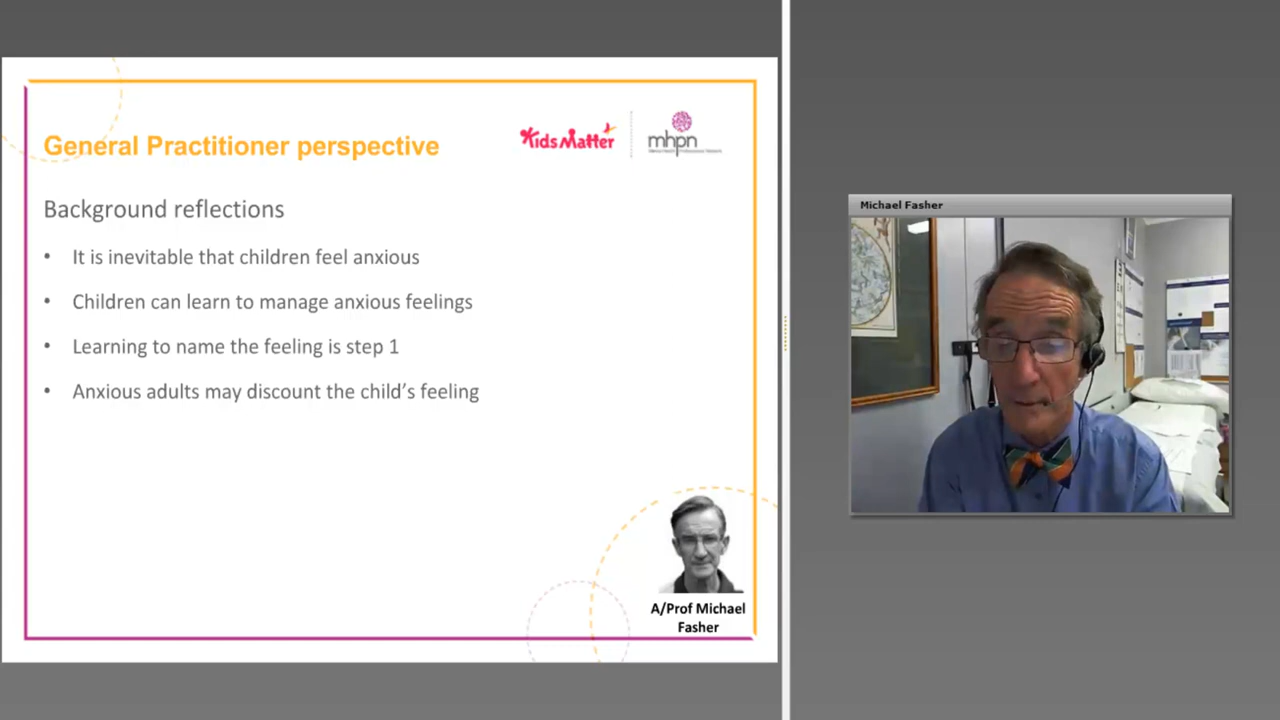 General Practitioner perspective
KidsMatter
mhpn
Background reflections
• It is inevitable that children feel anxious
• Children can learn to manage anxious feelings
• Learning to name the feeling is step 1
• Anxious adults may discount the child's feeling
A/Prof Michael
Fasher
Michael Fasher